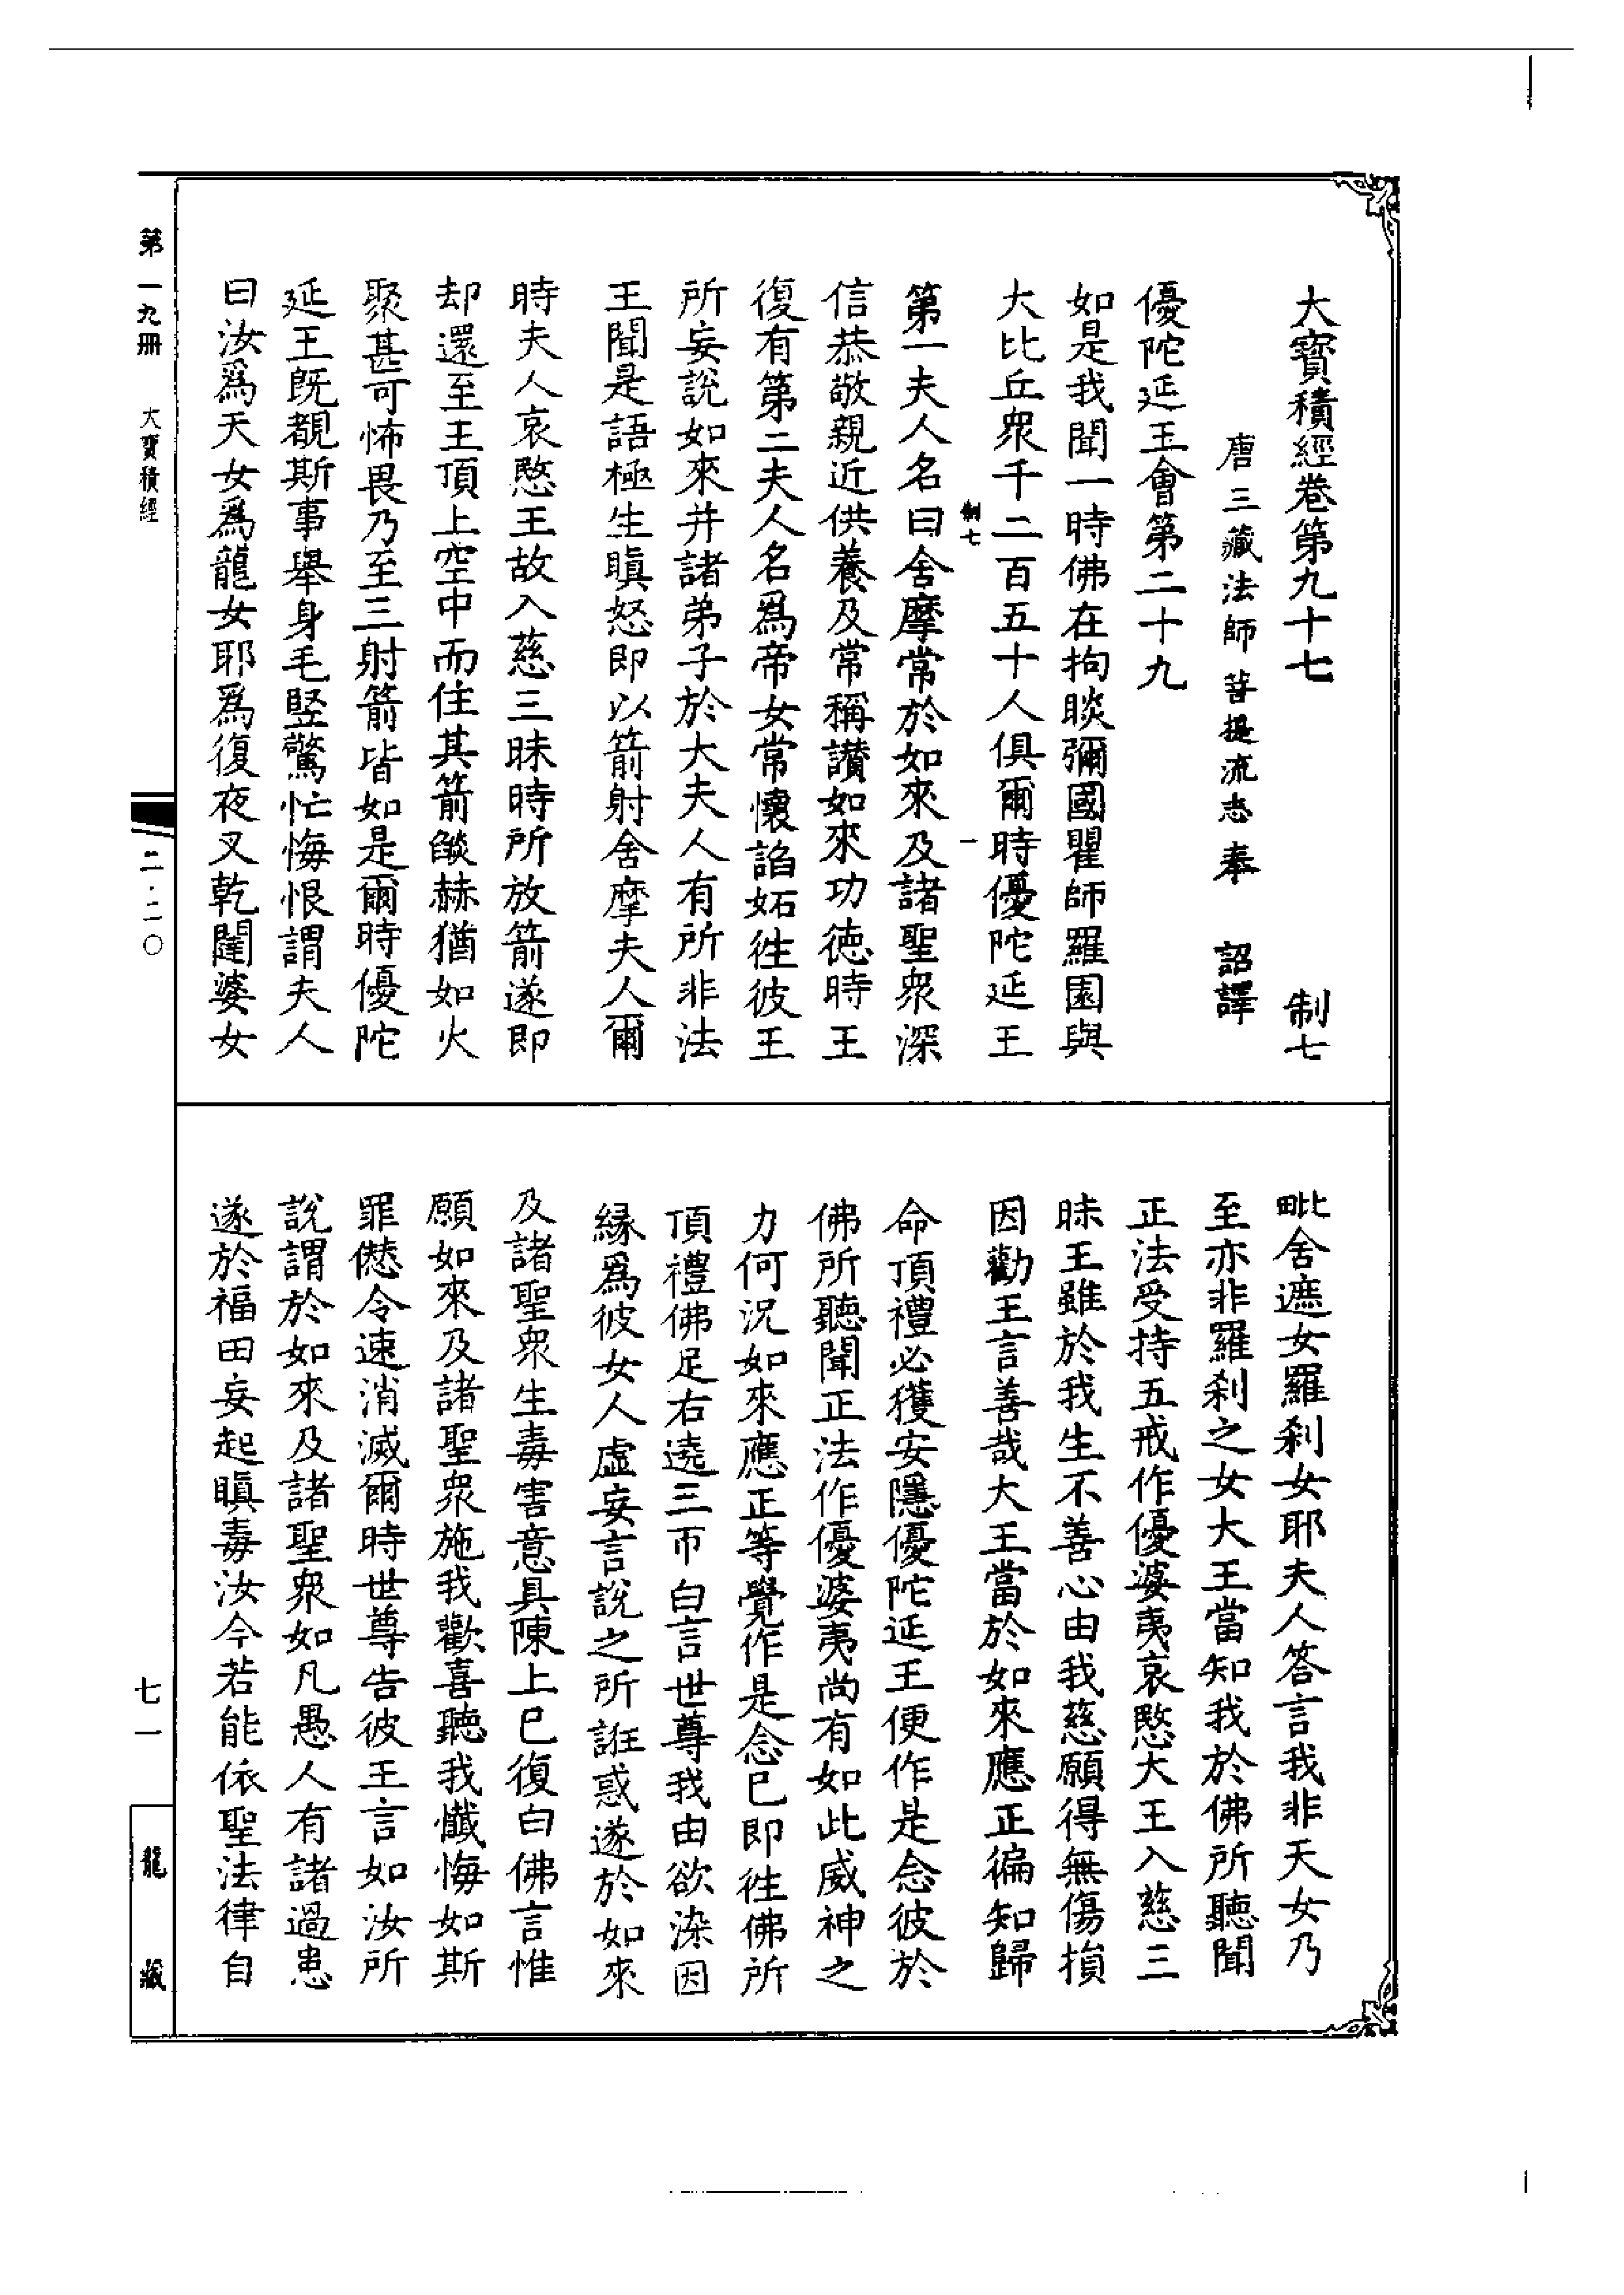 大寶積經卷第九十七　制七
唐三藏法師菩提流志奉　詔譯
優陀延王會第二十九
如是我聞一時佛在拘睒彌國瞿師羅園與
大比丘衆千二百五十人俱爾時優陀延王
制七　一
第一夫人名曰舍摩常於如來及諸聖衆深
信恭敬親近供養及常稱讚如來功德時王
復有第二夫人名爲帝女常懷諂妬徃彼王
所妄說如來并諸弟子於大夫人有所非法
王聞是語極生瞋怒即以箭射舍摩夫人爾
時夫人哀愍王故入慈三昧時所放箭遂即
却還至王頂上空中而住其箭燄赫猶如火
聚甚可怖畏乃至三射箭皆如是爾時優陀
延王既覩斯事舉身毛竪驚忙悔恨謂夫人
曰汝爲天女爲龍女耶爲復夜叉乾闥婆女
毗舍遮女羅刹女耶夫人答言我非天女乃
至亦非羅刹之女大王當知我於佛所聽聞
正法受持五戒作優婆夷哀愍大王入慈三
昧王雖於我生不善心由我慈願得無傷損
因勸王言善哉大王當於如來應正徧知歸
命頂禮必獲安隱優陀延王便作是念彼於
佛所聽聞正法作優婆夷尚有如此威神之
力何況如來應正等覺作是念已即徃佛所
頂禮佛足右遶三帀白言世尊我由欲染因
緣爲彼女人虛妄言說之所誑惑遂於如來
及諸聖衆生毒害意具陳上已復白佛言惟
願如來及諸聖衆施我歡喜聽我懺悔如斯
罪僽令速消滅爾時世尊告彼王言如汝所
說謂於如來及諸聖衆如凡愚人有諸過患
遂於福田妄起瞋毒汝今若能依聖法律自
第一九册　大寶積經　二·二〇　七一　龍藏